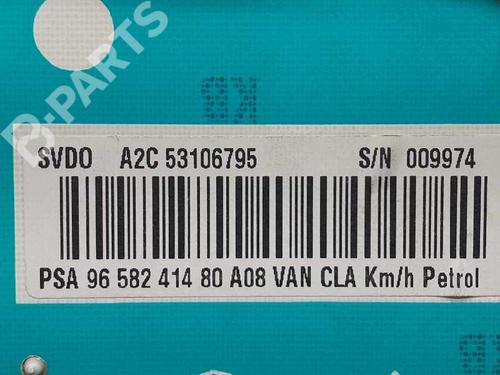 B-PARTS
SVDO A2C 53106795 S/N 009974
PSA 96 582 414 80 A08 VAN CLA Km/h Petrol